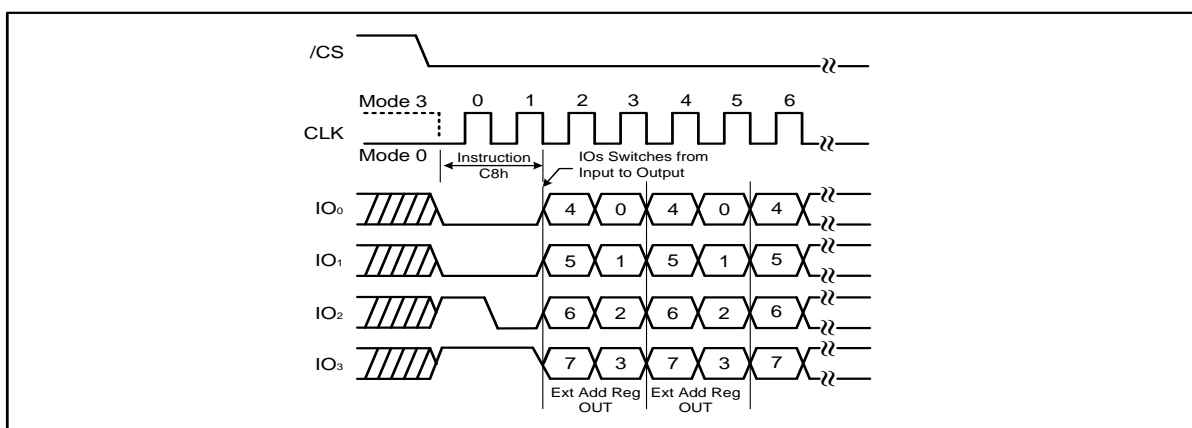 /CS
Mode 3 0 1 2 3 4 5 6
CLK
Mode 0
Instruction
C8h
IOs Switches from
Input to Output
IO₀ 4 0 4 0 4
IO₁ 5 1 5 1 5
IO₂ 6 2 6 2 6
IO₃ 7 3 7 3 7
Ext Add Reg
OUT
Ext Add Reg
OUT